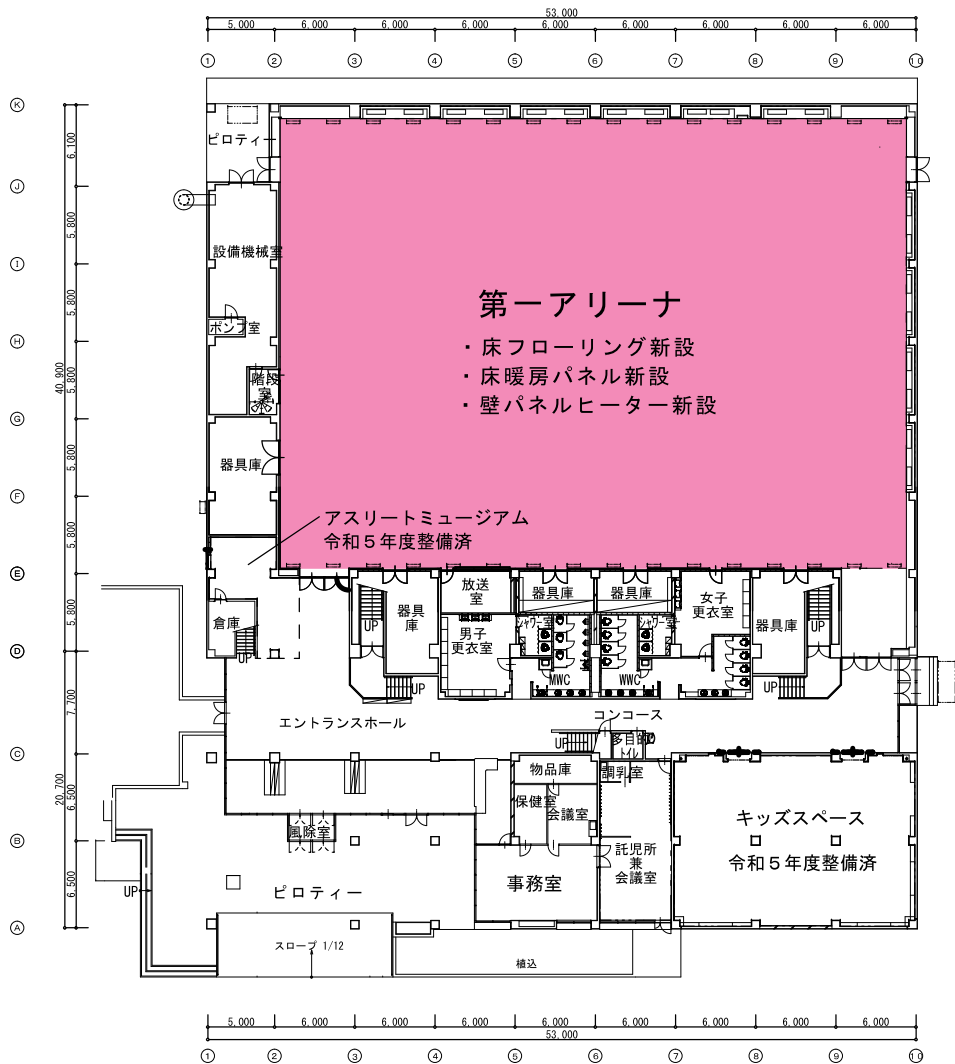 53,000
5,000 6,000 6,000 6,000 6,000 6,000 6,000 6,000 6,000
① ② ③ ④ ⑤ ⑥ ⑦ ⑧ ⑨ ⑩
Ⓚ
6,100
ピロティ
Ⓙ
5,800
設備機械室
Ⓘ
5,800
第一アリーナ
ポンプ室
Ⓗ
・床フローリング新設
・床暖房パネル新設
・壁パネルヒーター新設
40,900
5,800
階段
室
Ⓖ
5,800
器具庫
Ⓕ
アスリートミュージアム
令和5年度整備済
5,800
Ⓔ
5,800
放送
室
器具庫
器具庫
女子
更衣室
器具
庫
倉庫
UP
男子
更衣室
シャワー室
シャワー室
器具庫
UP
UP
Ⓓ
MWC
WWC
UP
UP
7,700
エントランスホール
コンコース
UP
多目的
トイレ
Ⓒ
物品庫
調乳室
20,700
6,500
保健室
会議室
キッズスペース
風除室
Ⓑ
託児所
兼
会議室
令和5年度整備済
事務室
UP
ピロティー
6,500
Ⓐ
スロープ 1/12
植込
5,000 6,000 6,000 6,000 6,000 6,000 6,000 6,000 6,000
53,000
① ② ③ ④ ⑤ ⑥ ⑦ ⑧ ⑨ ⑩